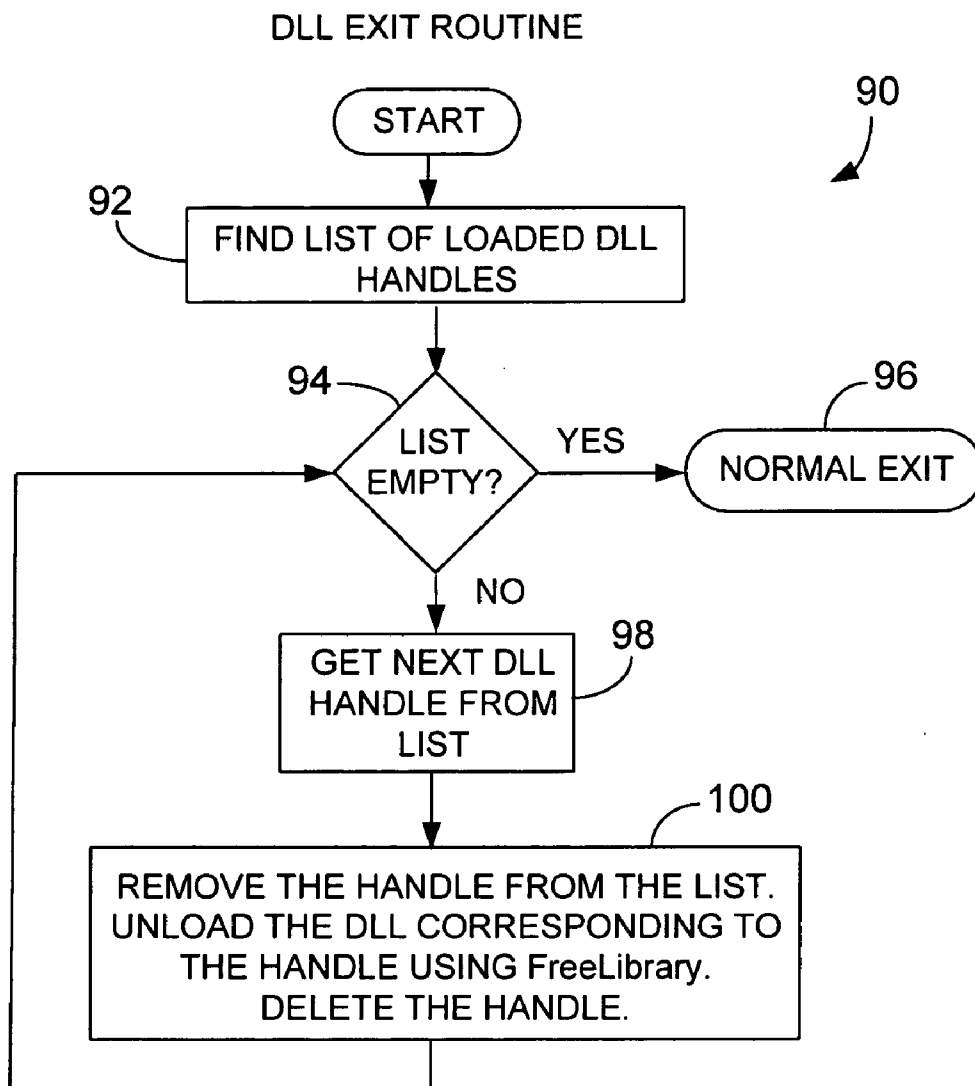 DLL EXIT ROUTINE
90
START
92
FIND LIST OF LOADED DLL
HANDLES
94
96
LIST
EMPTY?
YES
NORMAL EXIT
NO
98
GET NEXT DLL
HANDLE FROM
LIST
100
REMOVE THE HANDLE FROM THE LIST.
UNLOAD THE DLL CORRESPONDING TO
THE HANDLE USING FreeLibrary.
DELETE THE HANDLE.